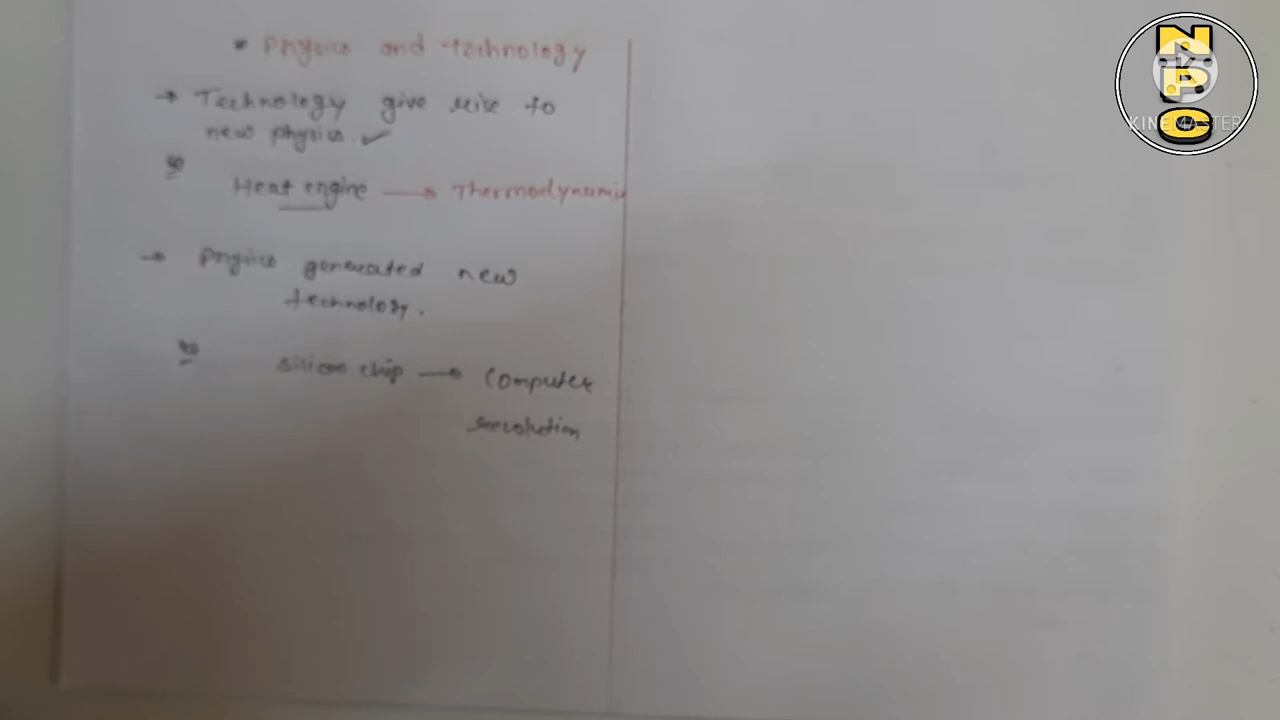 * Physics and technology
→ Technology give rise to
new physics. ✓
eg
Heat engine → Thermodynamic
→ Physics generated new
technology.
eg
silicon chip → Computer
revolution
NPC
KINEMASTER